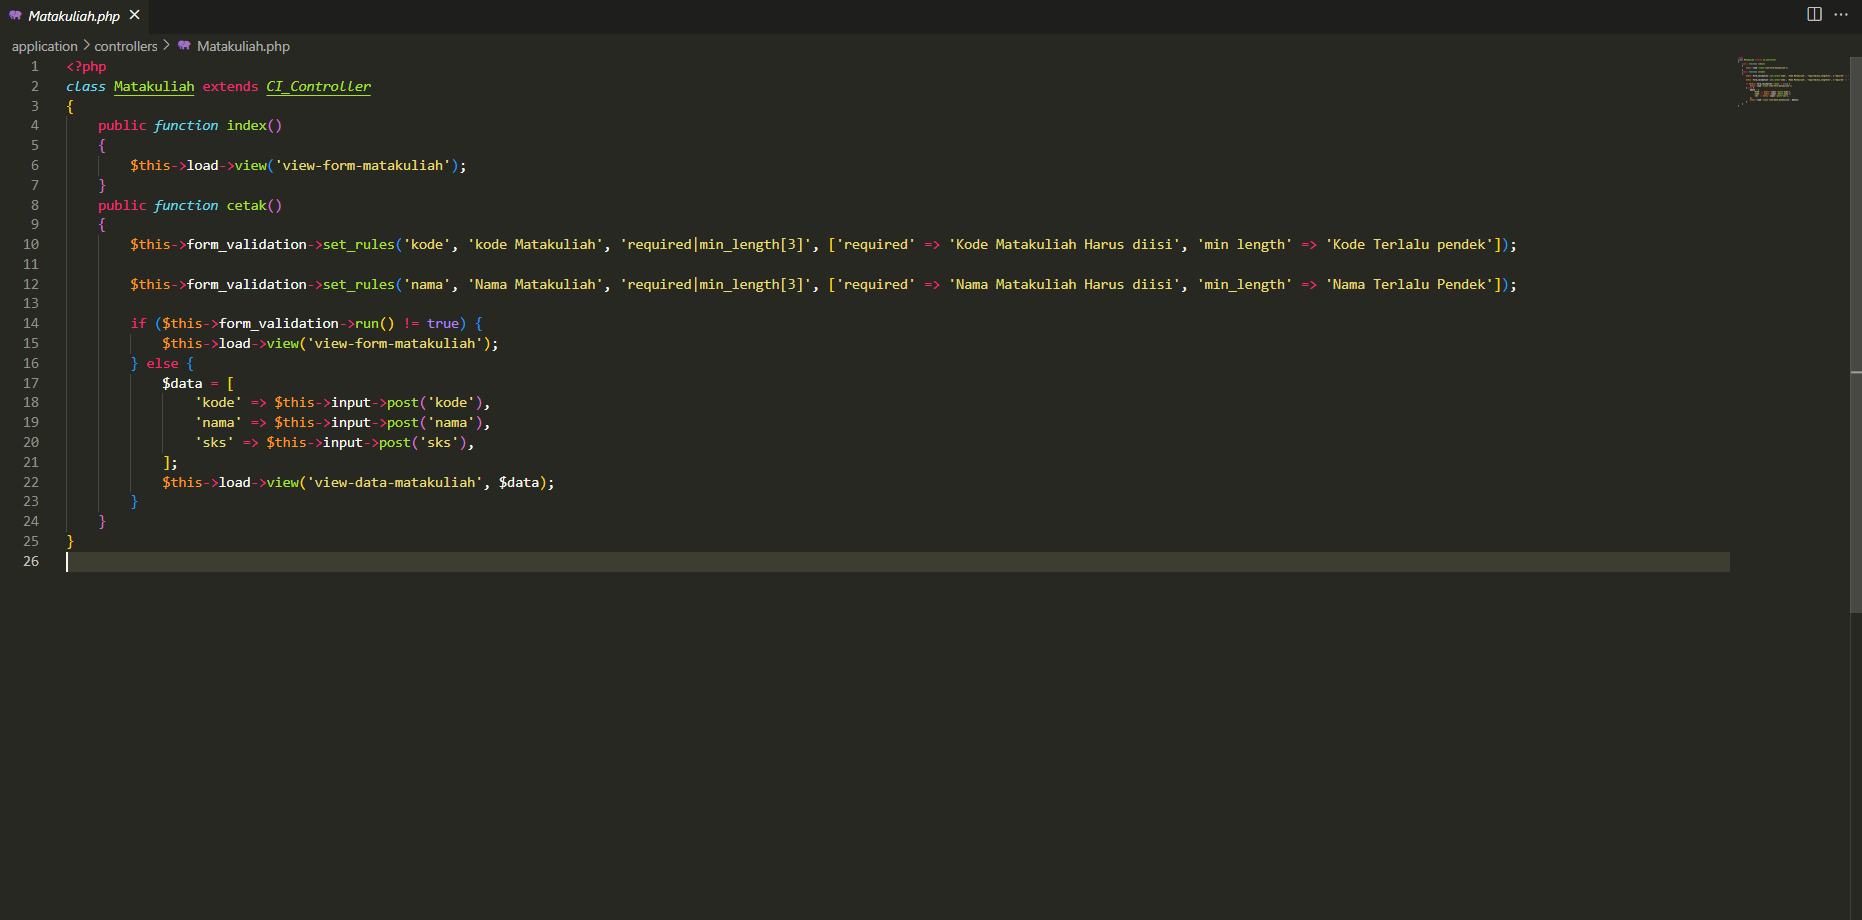 Matakuliah.php
application > controllers > Matakuliah.php
1 <?php
2 class Matakuliah extends CI_Controller
3 {
4     public function index()
5     {
6         $this->load->view('view-form-matakuliah');
7     }
8     public function cetak()
9     {
10         $this->form_validation->set_rules('kode', 'kode Matakuliah', 'required|min_length[3]', ['required' => 'Kode Matakuliah Harus diisi', 'min length' => 'Kode Terlalu pendek']);
11
12         $this->form_validation->set_rules('nama', 'Nama Matakuliah', 'required|min_length[3]', ['required' => 'Nama Matakuliah Harus diisi', 'min_length' => 'Nama Terlalu Pendek']);
13
14         if ($this->form_validation->run() != true) {
15             $this->load->view('view-form-matakuliah');
16         } else {
17             $data = [
18                 'kode' => $this->input->post('kode'),
19                 'nama' => $this->input->post('nama'),
20                 'sks' => $this->input->post('sks'),
21             ];
22             $this->load->view('view-data-matakuliah', $data);
23         }
24     }
25 }
26